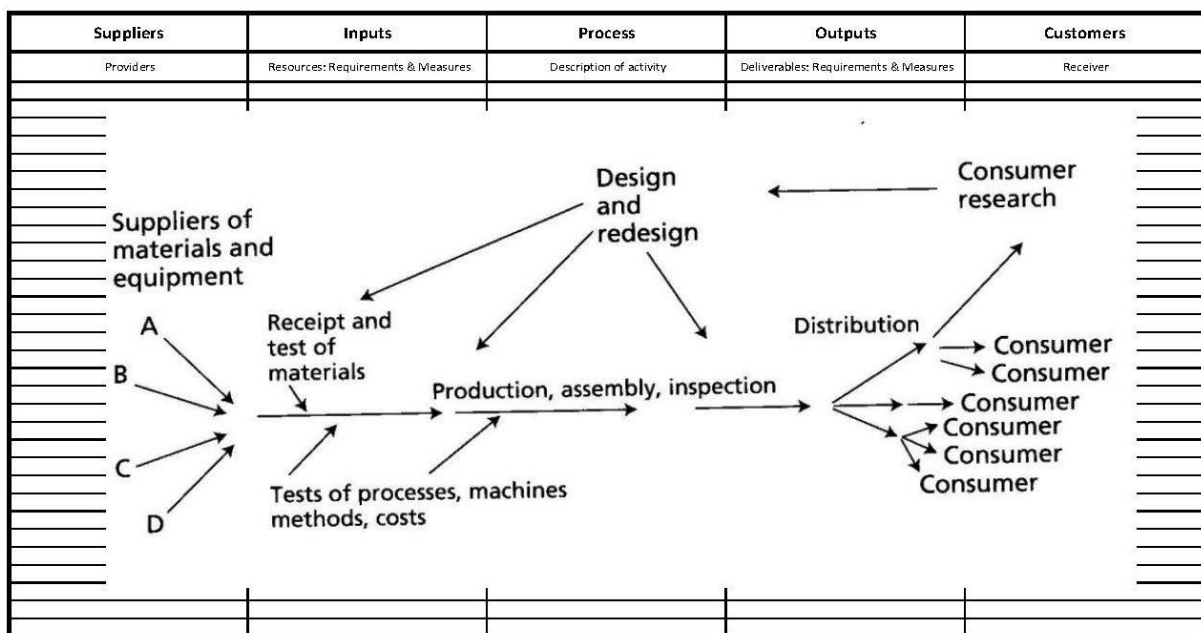 Suppliers
Inputs
Process
Outputs
Customers
Providers
Resources: Requirements & Measures
Description of activity
Deliverables: Requirements & Measures
Receiver
Suppliers of
materials and
equipment
A
B
C
D
Receipt and
test of
materials
Tests of processes, machines
methods, costs
Design
and
redesign
Production, assembly, inspection
Distribution
Consumer
research
Consumer
Consumer
Consumer
Consumer
Consumer
Consumer